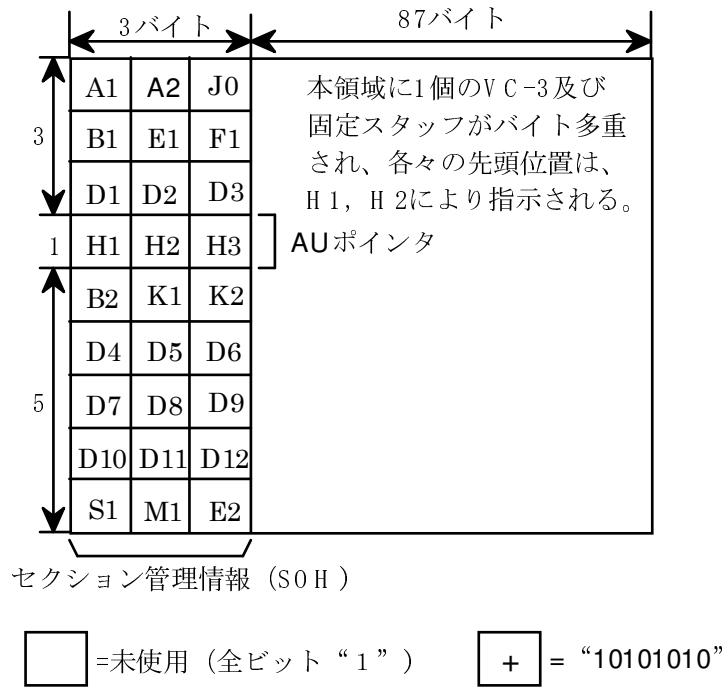 3バイト
87バイト
A1 A2 J0
3 B1 E1 F1
D1 D2 D3
本領域に1個のVC-3及び
固定スタッフがバイト多重
され、各々の先頭位置は、
H1, H2により指示される。
1 H1 H2 H3
AUポインタ
B2 K1 K2
D4 D5 D6
5 D7 D8 D9
D10 D11 D12
S1 M1 E2
セクション管理情報（SOH）
=未使用（全ビット“1”）
+ = “10101010”